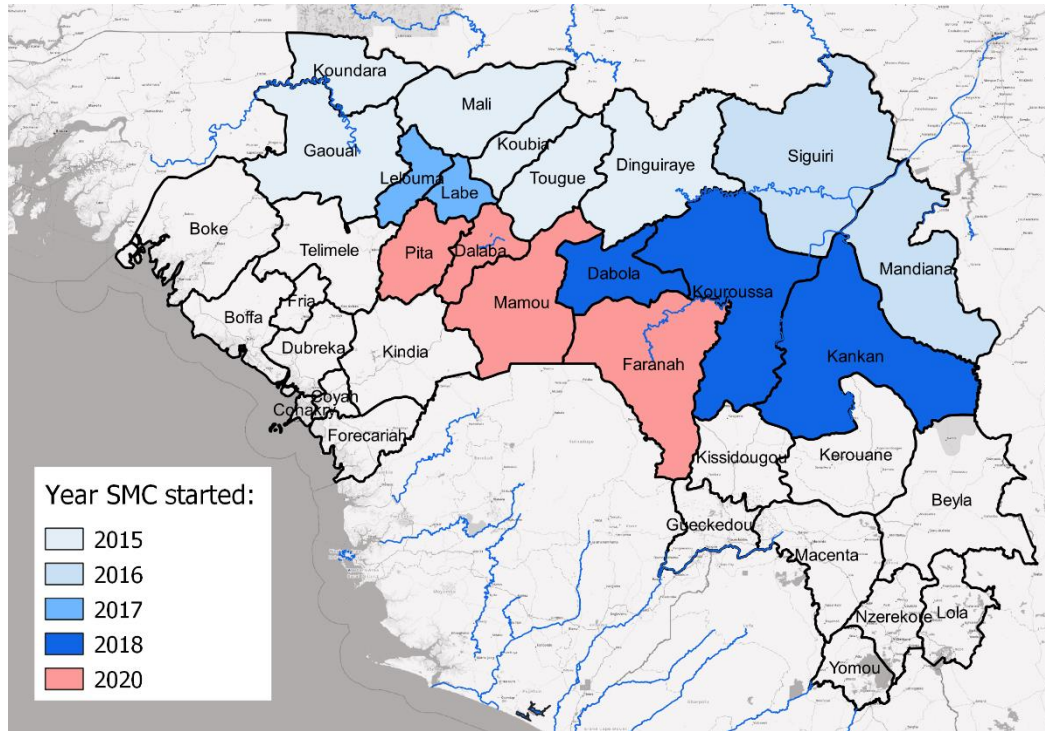 Koundara
Mali
Koubia
Gaoual
Siguiri
Dinguiraye
Lelouma
Tougue
Labe
Boke
Telimele
Pita
Dalaba
Mandiana
Dabola
Kouroussa
Mamou
Fria
Boffa
Dubreka
Kindia
Faranah
Kankan
Coyah
Conakry
Forecariah
Kissidougou
Kerouane
Beyla
Gueckedou
Macenta
Nzerekore
Lola
Yomou
Year SMC started:
2015
2016
2017
2018
2020